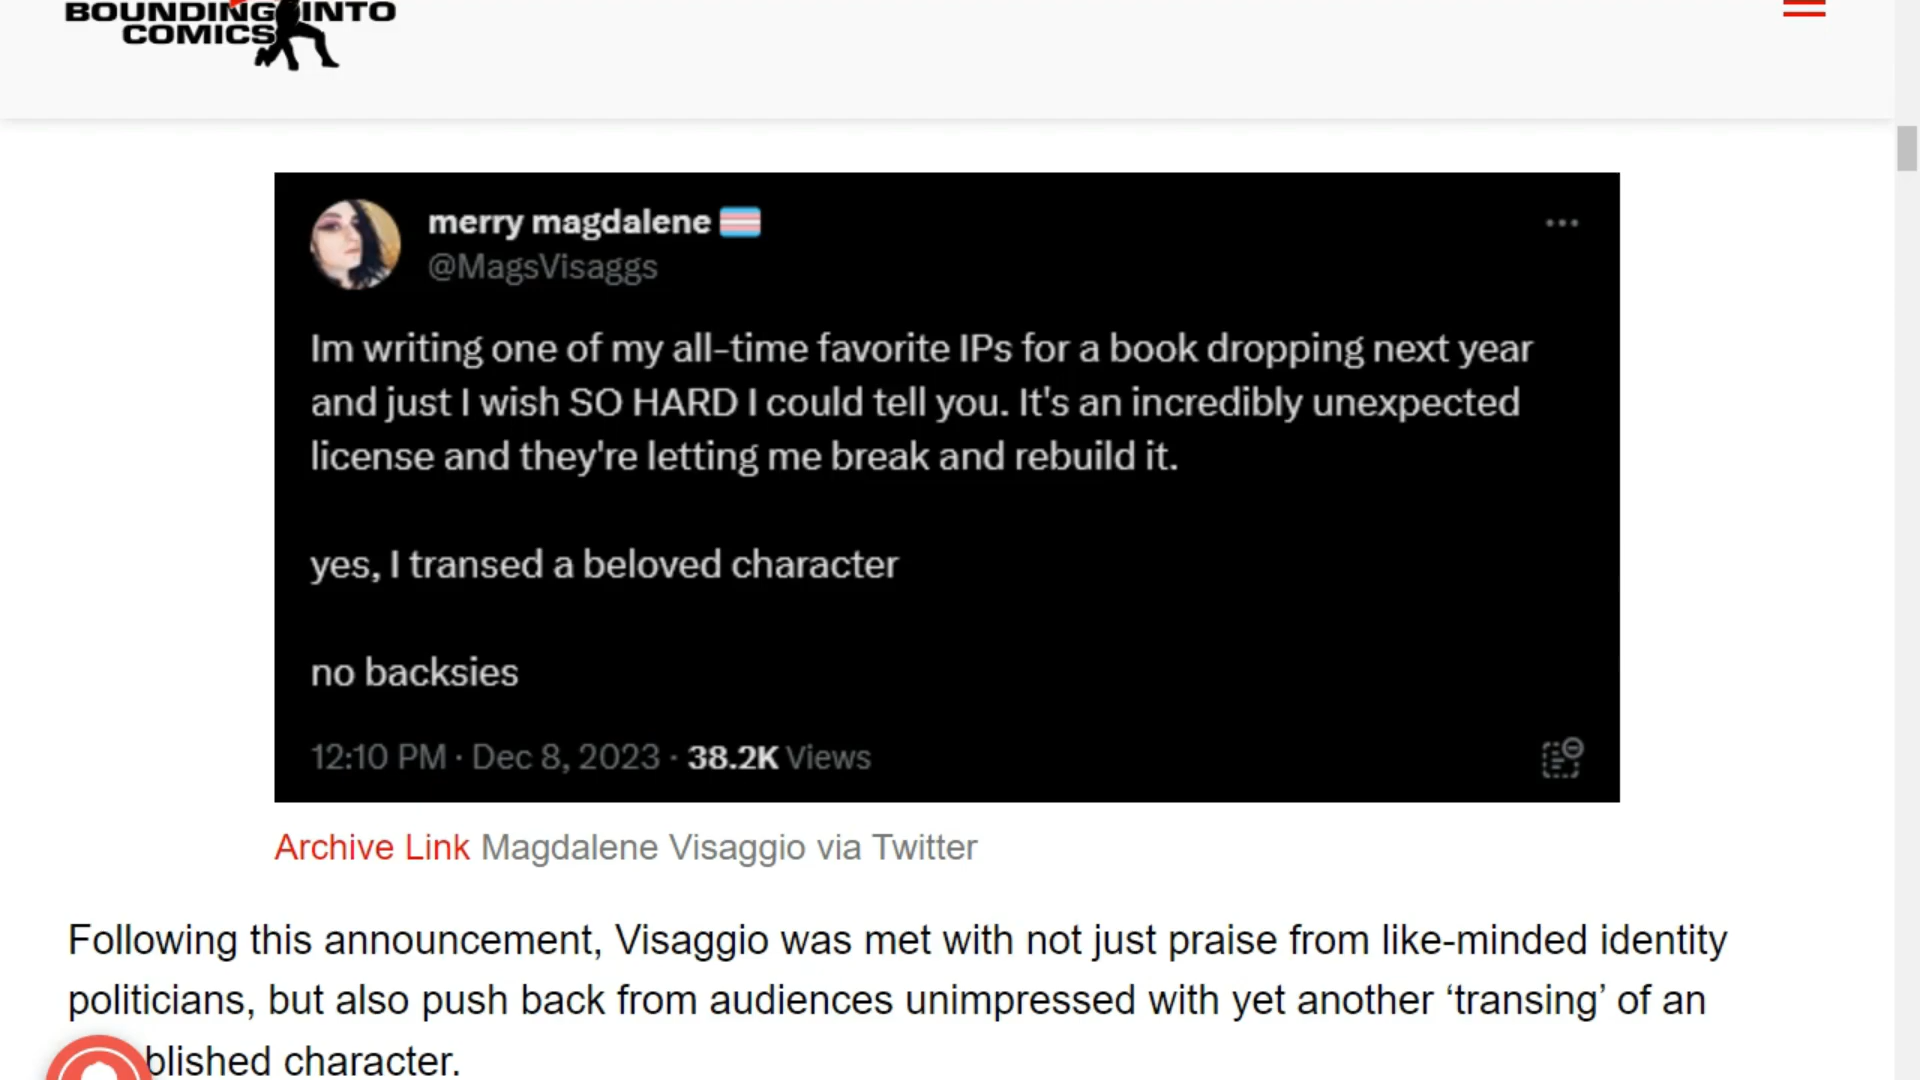 BOUNDING INTO
COMICS
merry magdalene
@MagsVisaggs
Im writing one of my all-time favorite IPs for a book dropping next year
and just I wish SO HARD I could tell you. It's an incredibly unexpected
license and they're letting me break and rebuild it.
yes, I transed a beloved character
no backsies
12:10 PM · Dec 8, 2023 · 38.2K Views
Archive Link Magdalene Visaggio via Twitter
Following this announcement, Visaggio was met with not just praise from like-minded identity
politicians, but also push back from audiences unimpressed with yet another ‘transing’ of an
blished character.